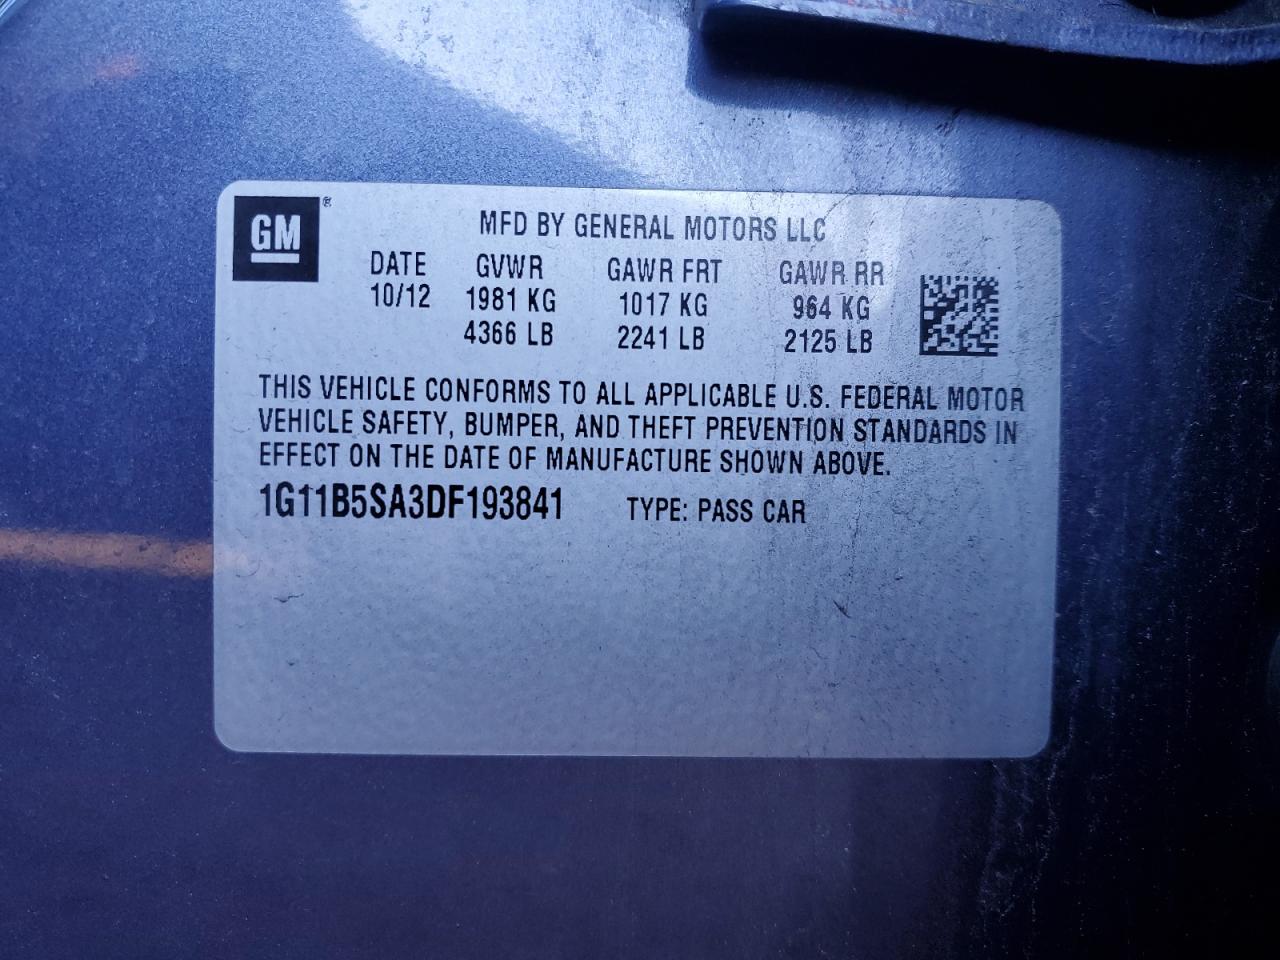 GM®
MFD BY GENERAL MOTORS LLC
DATE GVWR GAWR FRT GAWR RR
10/12 1981 KG 1017 KG 964 KG
4366 LB 2241 LB 2125 LB
THIS VEHICLE CONFORMS TO ALL APPLICABLE U.S. FEDERAL MOTOR
VEHICLE SAFETY, BUMPER, AND THEFT PREVENTION STANDARDS IN
EFFECT ON THE DATE OF MANUFACTURE SHOWN ABOVE.
1G11B5SA3DF193841 TYPE: PASS CAR